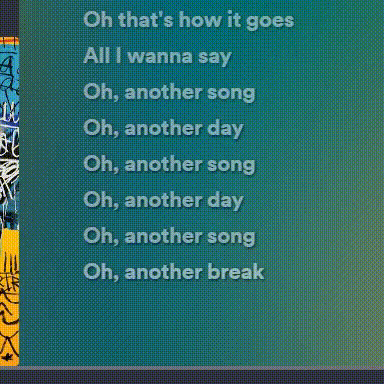 Oh that's how it goes
All I wanna say
Oh, another song
Oh, another day
Oh, another song
Oh, another day
Oh, another song
Oh, another break